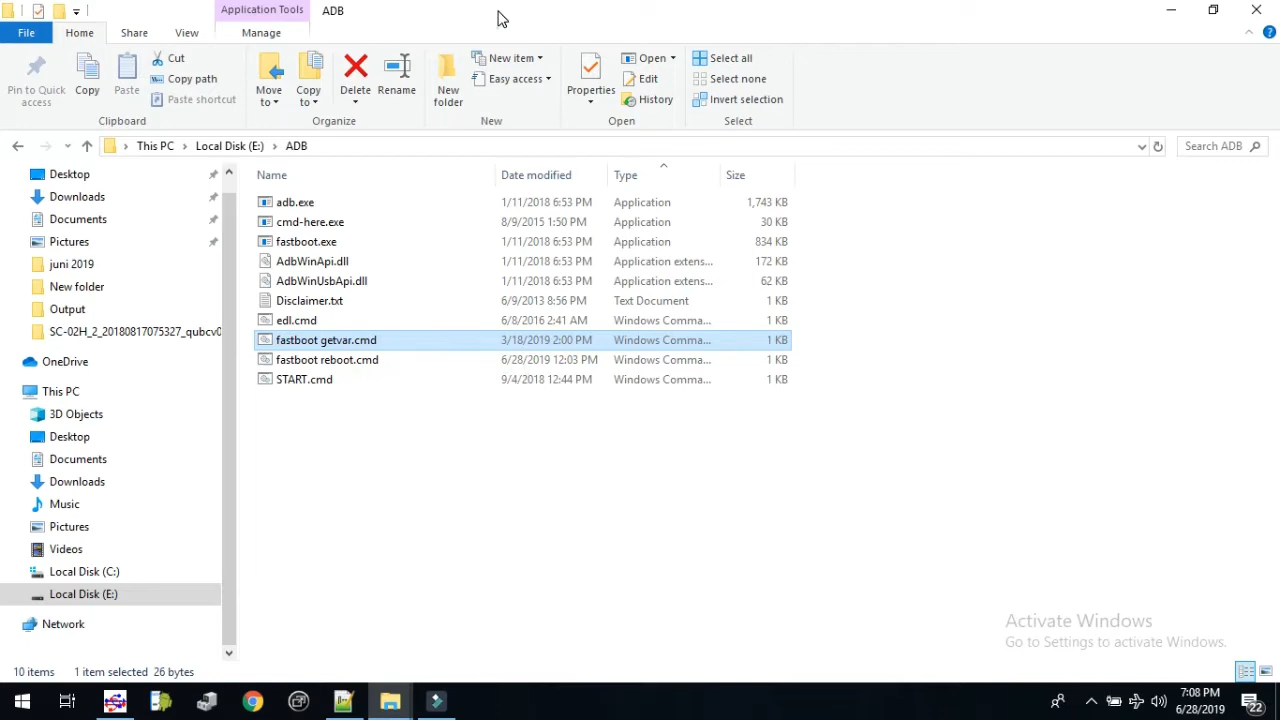 Application Tools
ADB
File
Home
Share
View
Manage
Pin to Quick access
Copy
Paste
Cut
Copy path
Paste shortcut
Clipboard
Move to
Copy to
Delete
Rename
Organize
New folder
New item
Easy access
New
Properties
Open
Edit
History
Open
Select all
Select none
Invert selection
Select
This PC > Local Disk (E:) > ADB
Search ADB
Name Date modified Type Size
adb.exe 1/11/2018 6:53 PM Application 1,743 KB
cmd-here.exe 8/9/2015 1:50 PM Application 30 KB
fastboot.exe 1/11/2018 6:53 PM Application 834 KB
AdbWinApi.dll 1/11/2018 6:53 PM Application extens... 172 KB
AdbWinUsbApi.dll 1/11/2018 6:53 PM Application extens... 62 KB
Disclaimer.txt 6/9/2013 8:56 PM Text Document 1 KB
edl.cmd 6/8/2016 2:41 AM Windows Comma... 1 KB
fastboot getvar.cmd 3/18/2019 2:00 PM Windows Comma... 1 KB
fastboot reboot.cmd 6/28/2019 12:03 PM Windows Comma... 1 KB
START.cmd 9/4/2018 12:44 PM Windows Comma... 1 KB
Desktop
Downloads
Documents
Pictures
juni 2019
New folder
Output
SC-02H_2_20180817075327_qubcv0
OneDrive
This PC
3D Objects
Desktop
Documents
Downloads
Music
Pictures
Videos
Local Disk (C:)
Local Disk (E:)
Network
Activate Windows
Go to Settings to activate Windows.
10 items 1 item selected 26 bytes
7:08 PM
6/28/2019
22